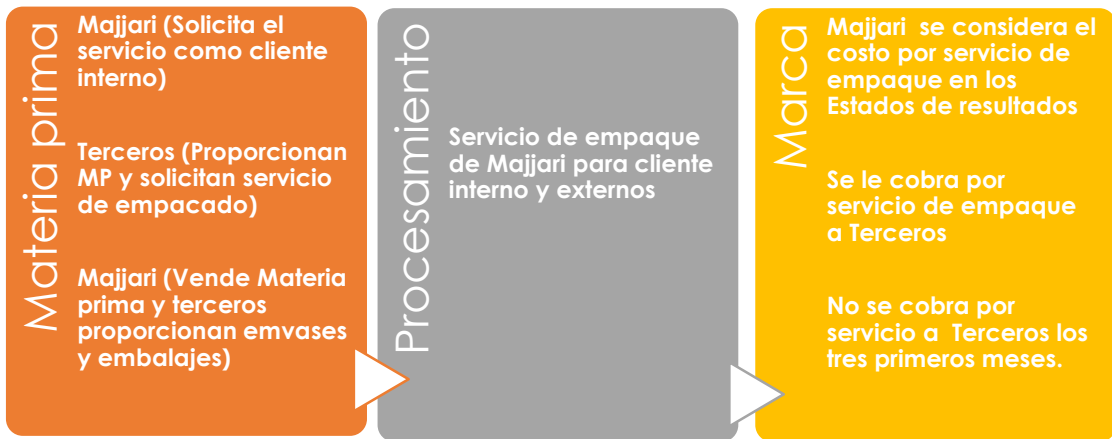 Materia prima
Majjari (Solicita el
servicio como cliente
interno)
Terceros (Proporcionan
MP y solicitan servicio
de empacado)
Majjari (Vende Materia
prima y terceros
proporcionan emvases
y embalajes)
Procesamiento
Servicio de empaque
de Majjari para cliente
interno y externos
Marca
Majjari se considera el
costo por servicio de
empaque en los
Estados de resultados
Se le cobra por
servicio de empaque
a Terceros
No se cobra por
servicio a Terceros los
tres primeros meses.